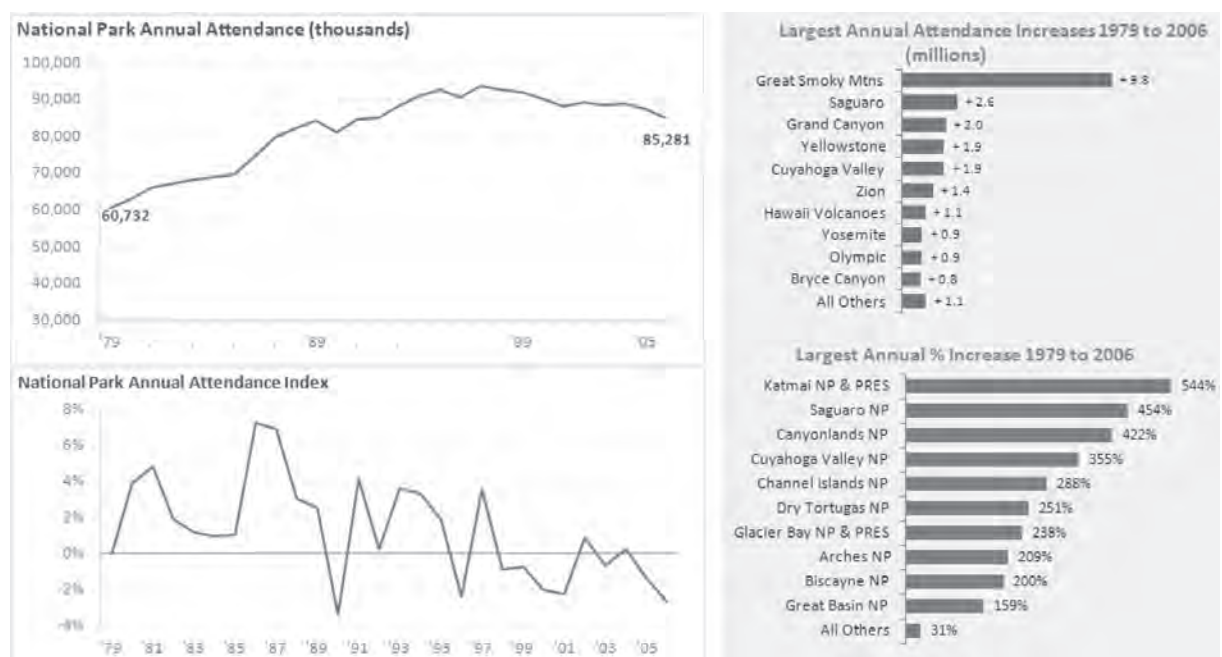 National Park Annual Attendance (thousands)
100,000
90,000
80,000
70,000
60,000
50,000
40,000
30,000
60,732
85,281
'79
'89
'99
National Park Annual Attendance Index
8%
6%
4%
2%
0%
-2%
'79 '81 '83 '85 '87 '89 '91 '93 '95 '97 '99 '01 '03 '05
Largest Annual Attendance Increases 1979 to 2006
(millions)
Great Smoky Mtns + 9.8
Saguaro + 2.6
Grand Canyon + 2.0
Yellowstone + 1.9
Cuyahoga Valley + 1.9
Zion + 1.4
Hawaii Volcanoes + 1.1
Yosemite + 0.9
Olympic + 0.9
Bryce Canyon + 0.8
All Others + 1.1
Largest Annual % Increase 1979 to 2006
Katmai NP & PRES 544%
Saguaro NP 454%
Canyonlands NP 422%
Cuyahoga Valley NP 355%
Channel Islands NP 288%
Dry Tortugas NP 251%
Glacier Bay NP & PRES 238%
Arches NP 209%
Biscayne NP 200%
Great Basin NP 159%
All Others 31%